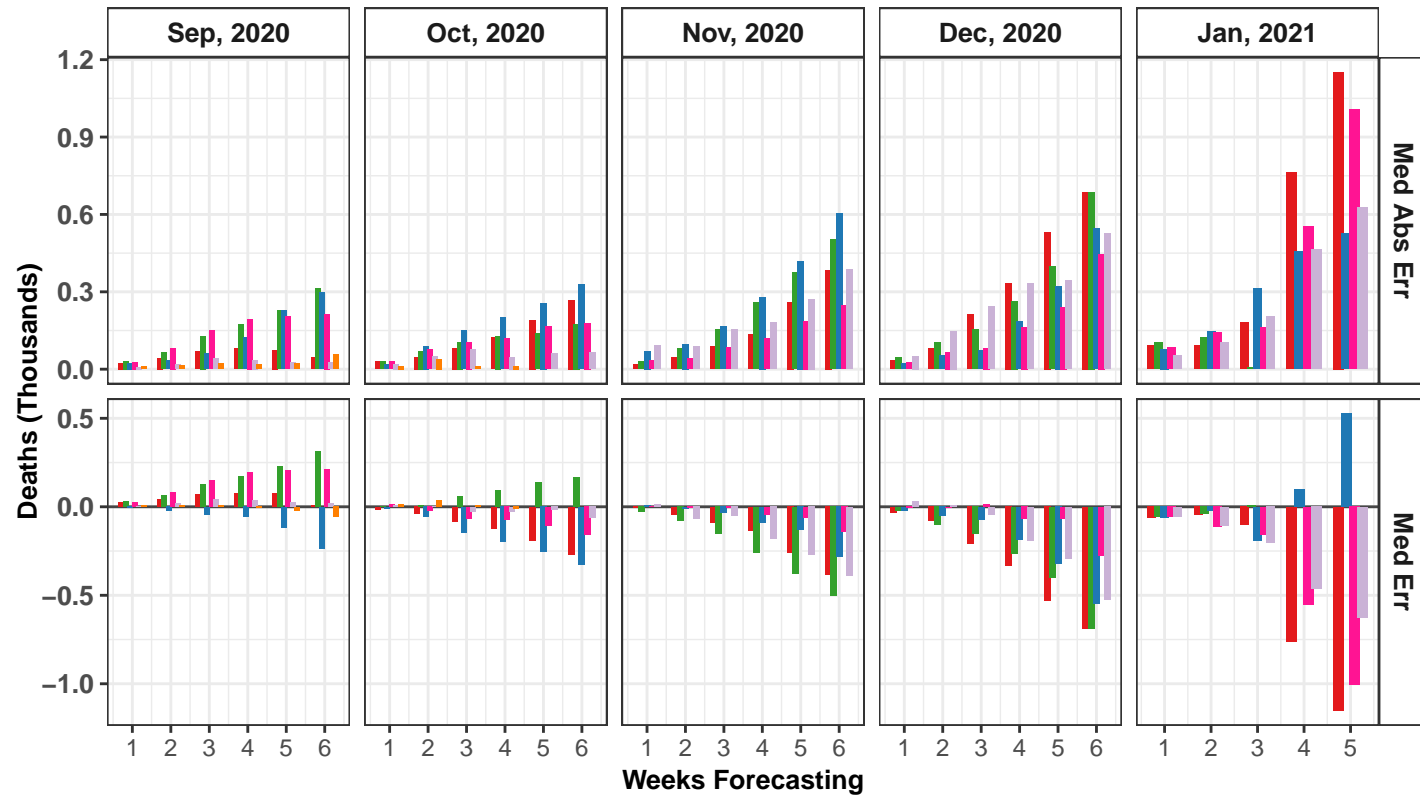 Sep, 2020
Oct, 2020
Nov, 2020
Dec, 2020
Jan, 2021
1.2
0.9
0.6
0.3
0.0
Med Abs Err
0.5
0.0
−0.5
−1.0
Med Err
Deaths (Thousands)
1 2 3 4 5 6
1 2 3 4 5 6
1 2 3 4 5 6
1 2 3 4 5 6
1 2 3 4 5
Weeks Forecasting